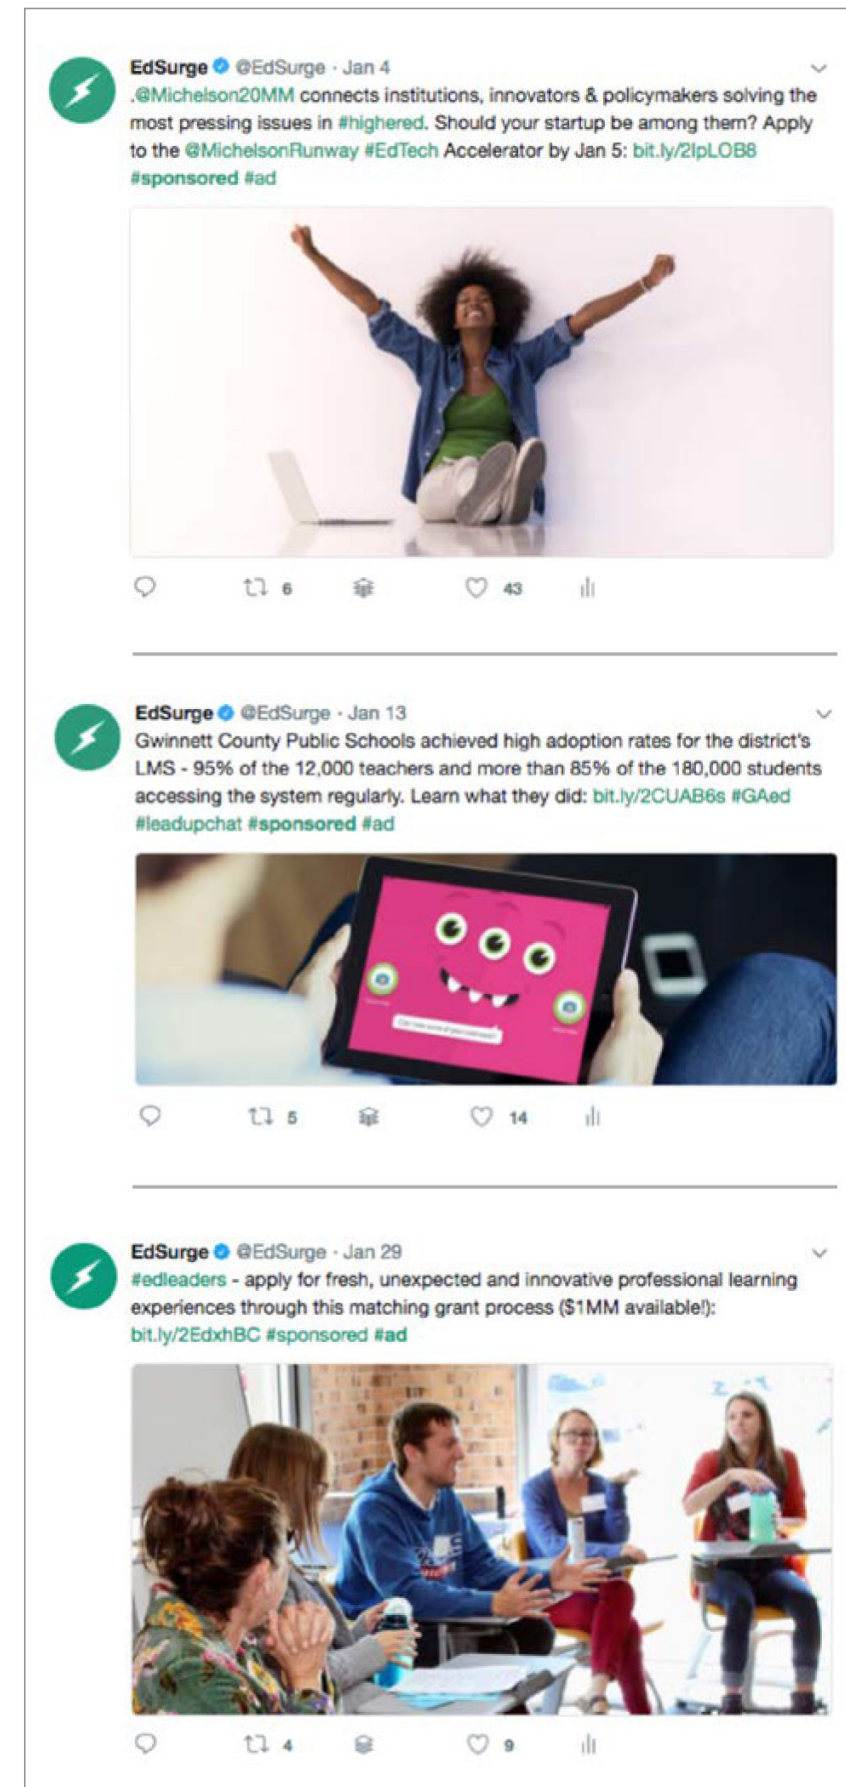 EdSurge @EdSurge · Jan 4
.@Michelson20MM connects institutions, innovators & policymakers solving the
most pressing issues in #highered. Should your startup be among them? Apply
to the @MichelsonRunway #EdTech Accelerator by Jan 5: bit.ly/2IpLOB8
#sponsored #ad
6 43
EdSurge @EdSurge · Jan 13
Gwinnett County Public Schools achieved high adoption rates for the district's
LMS - 95% of the 12,000 teachers and more than 85% of the 180,000 students
accessing the system regularly. Learn what they did: bit.ly/2CUAB6s #GAed
#leadupchat #sponsored #ad
5 14
EdSurge @EdSurge · Jan 29
#edleaders - apply for fresh, unexpected and innovative professional learning
experiences through this matching grant process ($1MM available!):
bit.ly/2EdxhBC #sponsored #ad
4 9